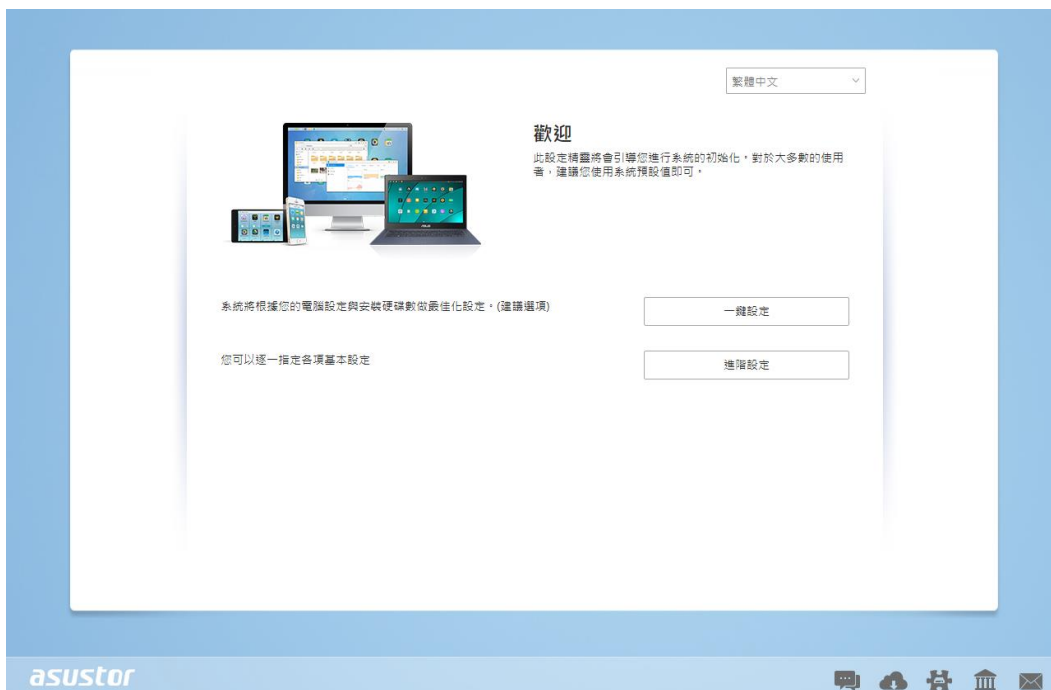 繁體中文
歡迎
此設定精靈將會引導您進行系統的初始化，對於大多數的使用
者，建議您使用系統預設值即可。
系統將根據您的電腦設定與安裝硬碟數做最佳化設定。(建議選項)
一鍵設定
您可以逐一指定各項基本設定
進階設定
asustor